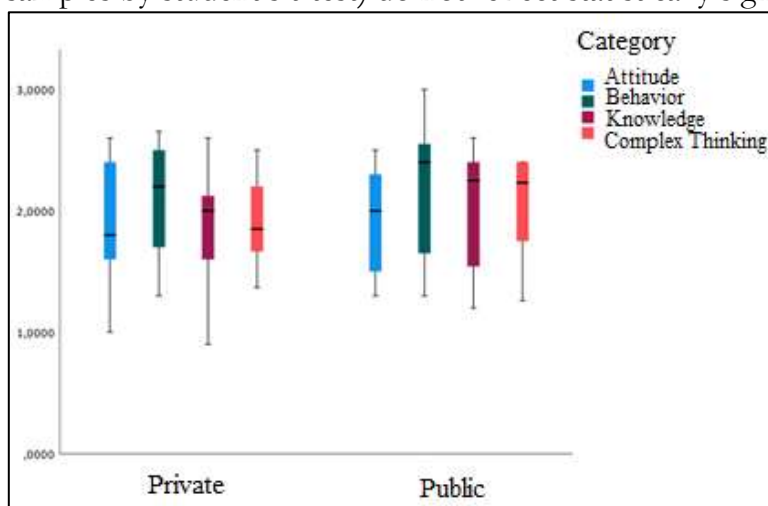 Category
Attitude
Behavior
Knowledge
Complex Thinking
3,0000
2,0000
1,0000
,0000
Private
Public